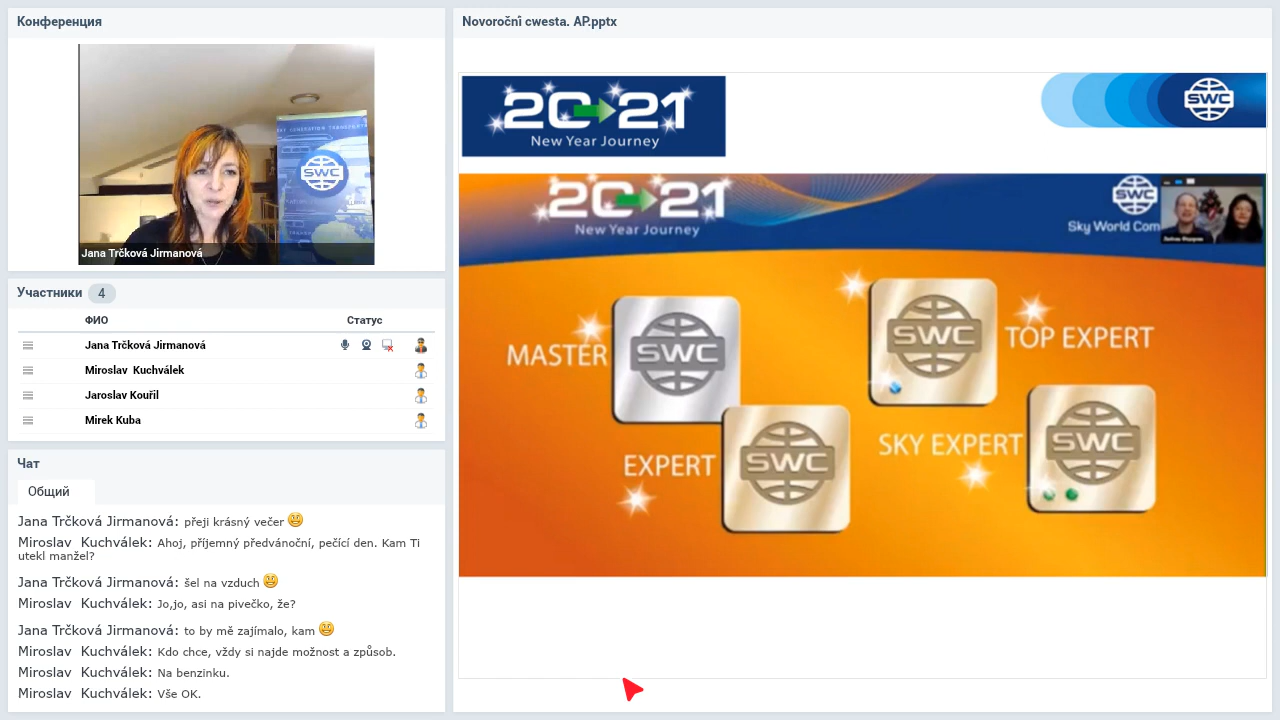 Конференция
Jana Trčková Jirmanová
SWC
Участники 4
ФИО Статус
Jana Trčková Jirmanová
Miroslav Kuchválek
Jaroslav Kouřil
Mirek Kuba
Чат
Общий
Jana Trčková Jirmanová: přeji krásný večer
Miroslav Kuchválek: Ahoj, příjemný předvánoční, pečící den. Kam Ti
utekl manžel?
Jana Trčková Jirmanová: šel na vzduch
Miroslav Kuchválek: Jo,jo, asi na pivečko, že?
Jana Trčková Jirmanová: to by mě zajímalo, kam
Miroslav Kuchválek: Kdo chce, vždy si najde možnost a způsob.
Miroslav Kuchválek: Na benzinku.
Miroslav Kuchválek: Vše OK.
Novoročnî cwesta. AP.pptx
2021
New Year Journey
SWC
2021
New Year Journey
SWC
Sky World Com
MASTER
SWC
SWC
TOP EXPERT
EXPERT
SWC
SKY EXPERT
SWC